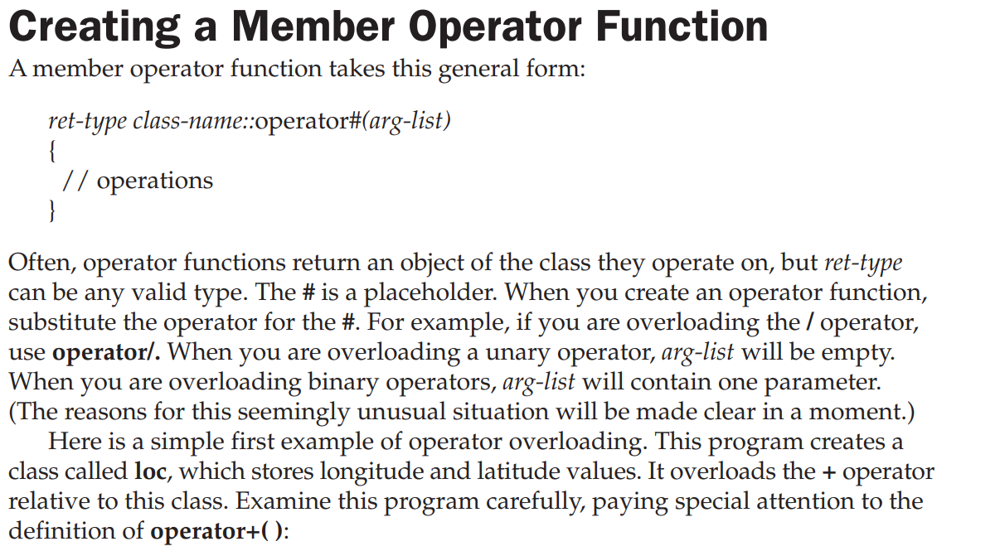 Creating a Member Operator Function
A member operator function takes this general form:
ret-type class-name::operator#(arg-list)
{
// operations
}
Often, operator functions return an object of the class they operate on, but ret-type
can be any valid type. The # is a placeholder. When you create an operator function,
substitute the operator for the #. For example, if you are overloading the / operator,
use operator/. When you are overloading a unary operator, arg-list will be empty.
When you are overloading binary operators, arg-list will contain one parameter.
(The reasons for this seemingly unusual situation will be made clear in a moment.)
Here is a simple first example of operator overloading. This program creates a
class called loc, which stores longitude and latitude values. It overloads the + operator
relative to this class. Examine this program carefully, paying special attention to the
definition of operator+( ):